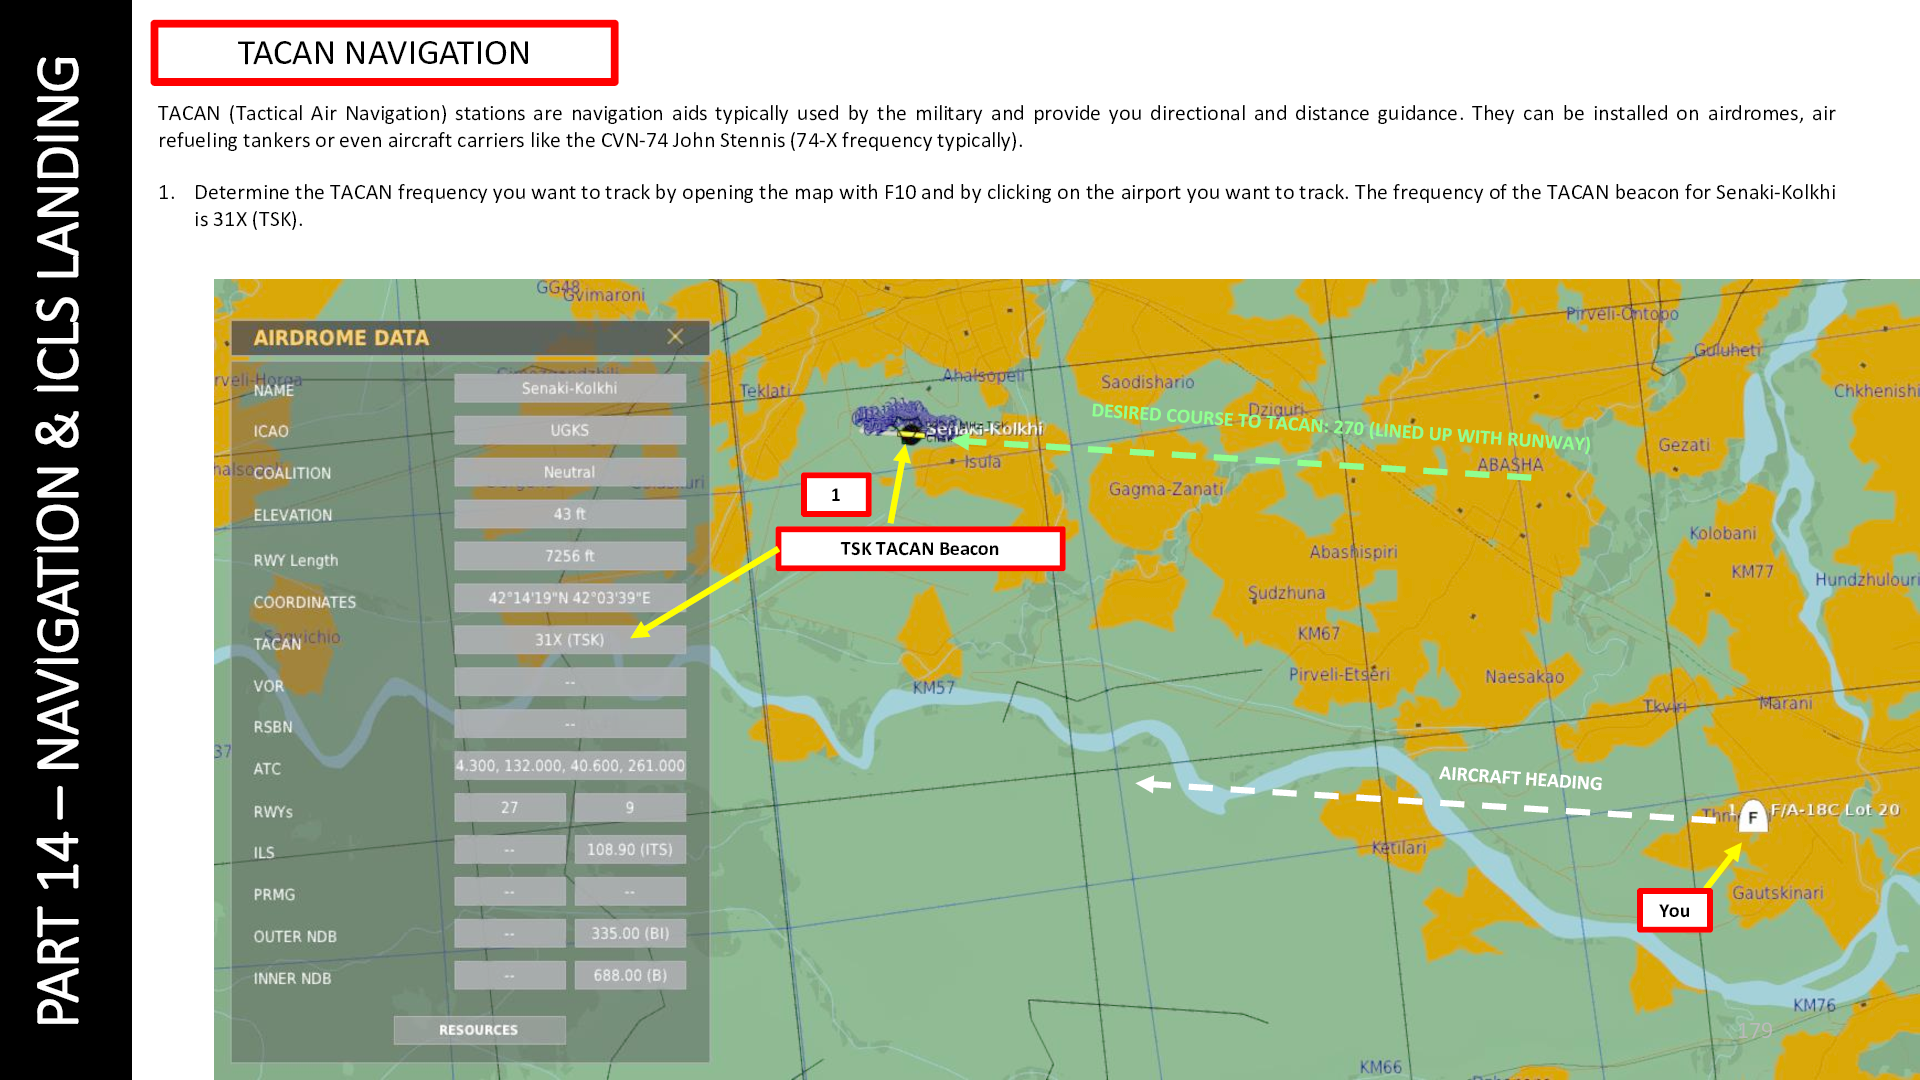 PART 14 – NAVIGATION & ICLS LANDING
TACAN NAVIGATION
TACAN (Tactical Air Navigation) stations are navigation aids typically used by the military and provide you directional and distance guidance. They can be installed on airdromes, air
refueling tankers or even aircraft carriers like the CVN-74 John Stennis (74-X frequency typically).
1. Determine the TACAN frequency you want to track by opening the map with F10 and by clicking on the airport you want to track. The frequency of the TACAN beacon for Senaki-Kolkhi
is 31X (TSK).
GG48
Gvimaroni
Pirveli-Ontopo
Guluheti
AIRDROME DATA
NAME Senaki-Kolkhi
ICAO UGKS
COALITION Neutral
ELEVATION 43 ft
RWY Length 7256 ft
COORDINATES 42°14'19"N 42°03'39"E
TACAN 31X (TSK)
VOR --
RSBN --
ATC 4.300, 132.000, 40.600, 261.000
RWYs 27 9
ILS -- 108.90 (ITS)
PRMG -- --
OUTER NDB -- 335.00 (BI)
INNER NDB -- 688.00 (B)
RESOURCES
rveli-Horga
Saguichio
37
Teklati
Ahalsopeli
Saodishario
Dziguri
Chkhenishi
Senaki-Kolkhi
DESIRED COURSE TO TACAN: 270 (LINED UP WITH RUNWAY)
Gezati
Isula
ABASHA
Gagma-Zanati
1
TSK TACAN Beacon
Kolobani
Abashispiri
KM77
Hundzhulouri
Sudzhuna
KM67
Pirveli-Etseri
Naesakao
KM57
Tkviri
Marani
AIRCRAFT HEADING
F
F/A-18C Lot 20
Ketilari
You
Gautskinari
KM76
179
KM66